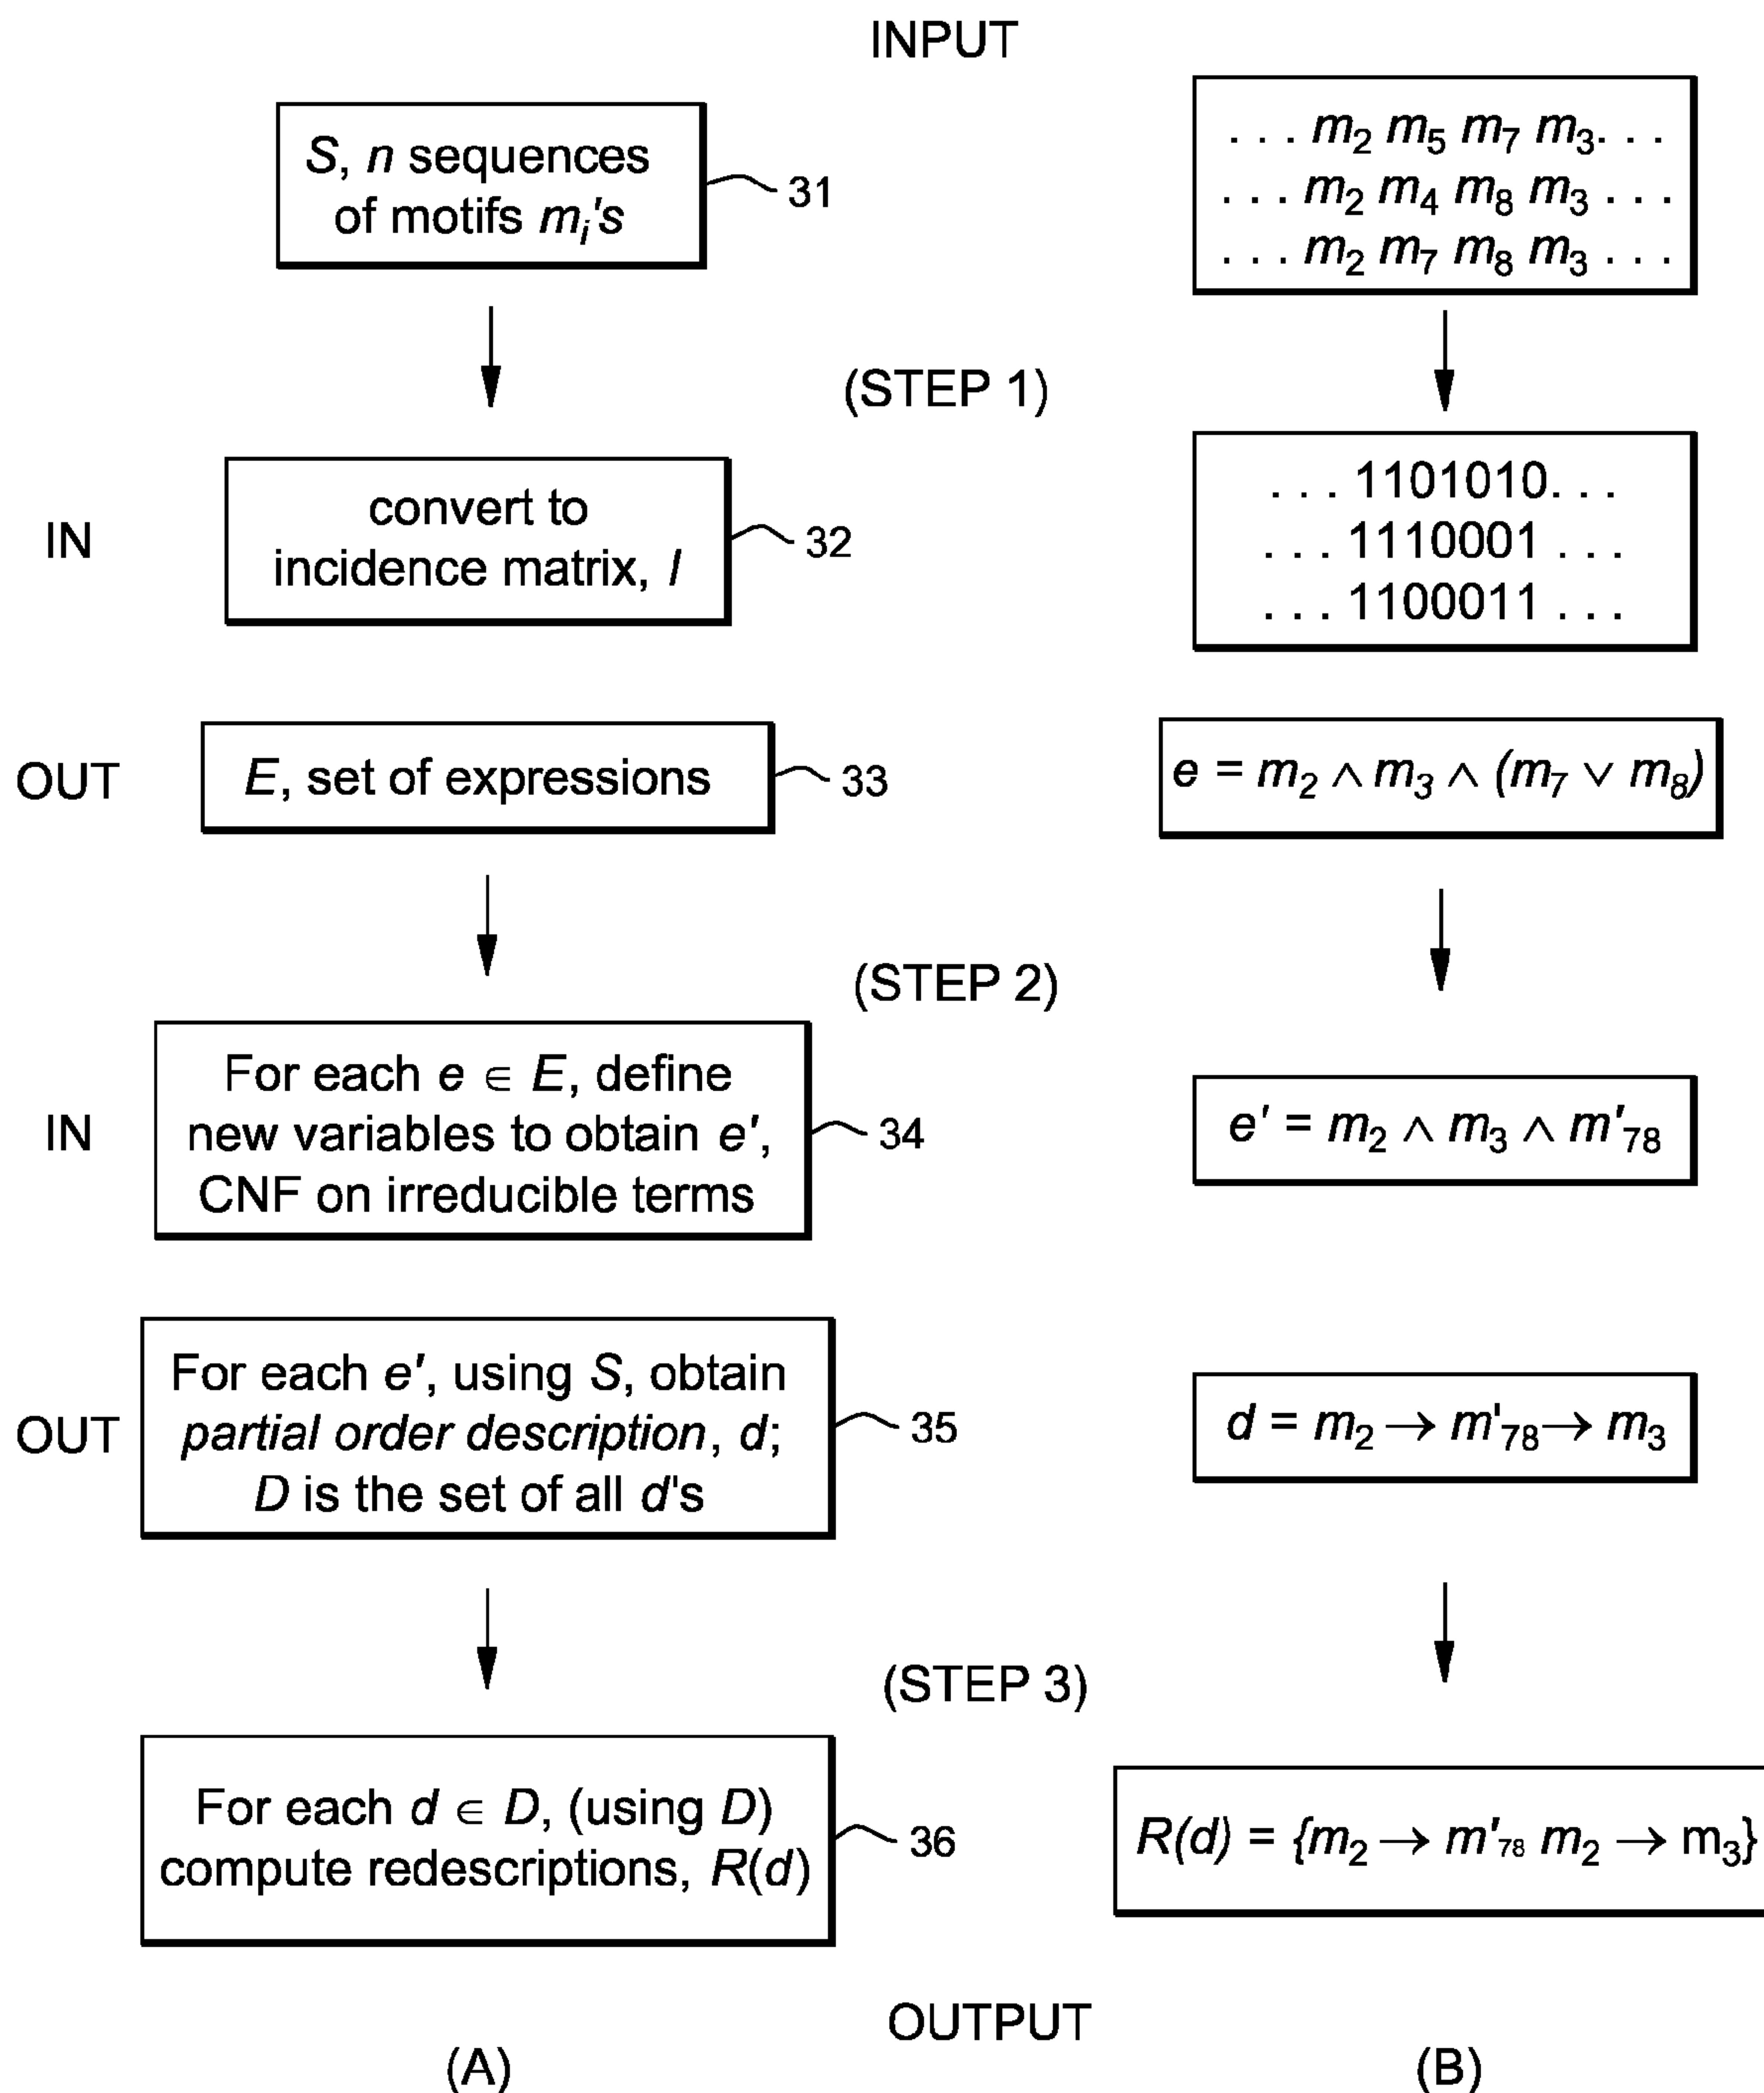 INPUT
S, n sequences
of motifs mᵢ's
31
. . . m₂ m₅ m₇ m₃. . .
. . . m₂ m₄ m₈ m₃ . . .
. . . m₂ m₇ m₈ m₃ . . .
(STEP 1)
IN
convert to
incidence matrix, I
32
. . . 1101010. . .
. . . 1110001 . . .
. . . 1100011 . . .
OUT
E, set of expressions
33
e = m₂ ∧ m₃ ∧ (m₇ ∨ m₈)
(STEP 2)
IN
For each e ∈ E, define
new variables to obtain e',
CNF on irreducible terms
34
e' = m₂ ∧ m₃ ∧ m'₇₈
OUT
For each e', using S, obtain
partial order description, d;
D is the set of all d's
35
d = m₂ → m'₇₈→ m₃
(STEP 3)
For each d ∈ D, (using D)
compute redescriptions, R(d)
36
R(d) = {m₂ → m'₇₈ m₂ → m₃}
OUTPUT
(A)
(B)